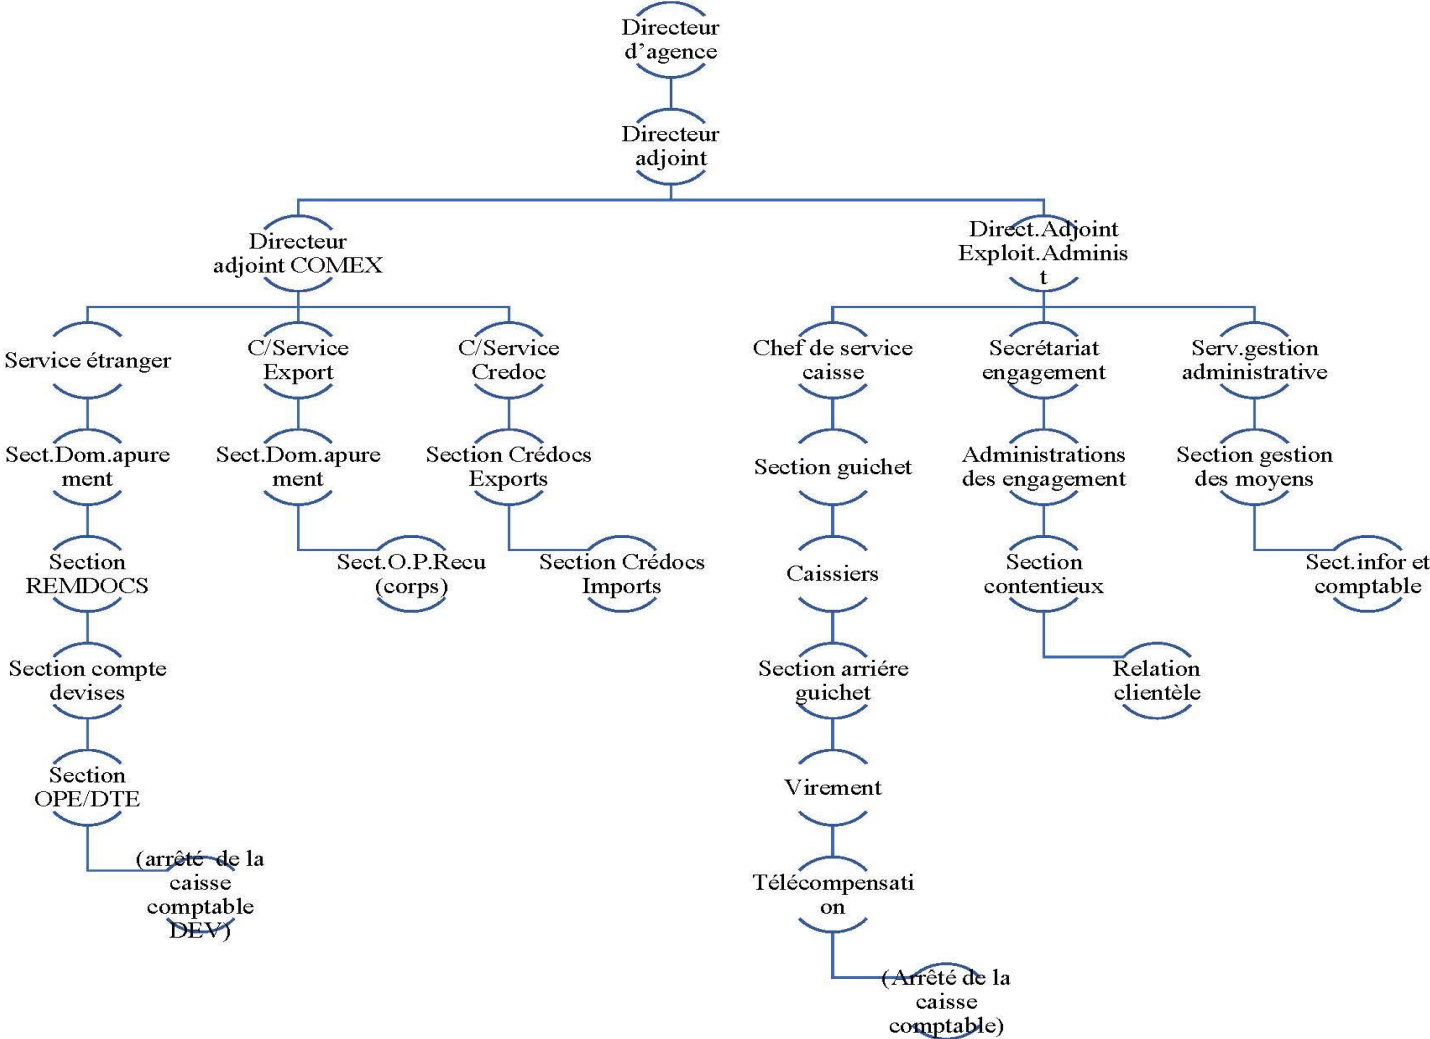 Directeur
d’agence
Directeur
adjoint
Directeur
adjoint COMEX
Direct.Adjoint
Exploit.Adminis
t
Service étranger
C/Service
Export
C/Service
Credoc
Chef de service
caisse
Secrétariat
engagement
Serv.gestion
administrative
Sect.Dom.apure
ment
Sect.Dom.apure
ment
Section Crédocs
Exports
Section guichet
Administrations
des engagement
Section gestion
des moyens
Section
REMDOCS
Sect.O.P.Recu
(corps)
Section Crédocs
Imports
Caissiers
Section
contentieux
Sect.infor et
comptable
Section compte
devises
Section arriére
guichet
Relation
clientèle
Section
OPE/DTE
Virement
(arrêté de la
caisse
comptable
DEV)
Télécompensati
on
(Arrêté de la
caisse
comptable)